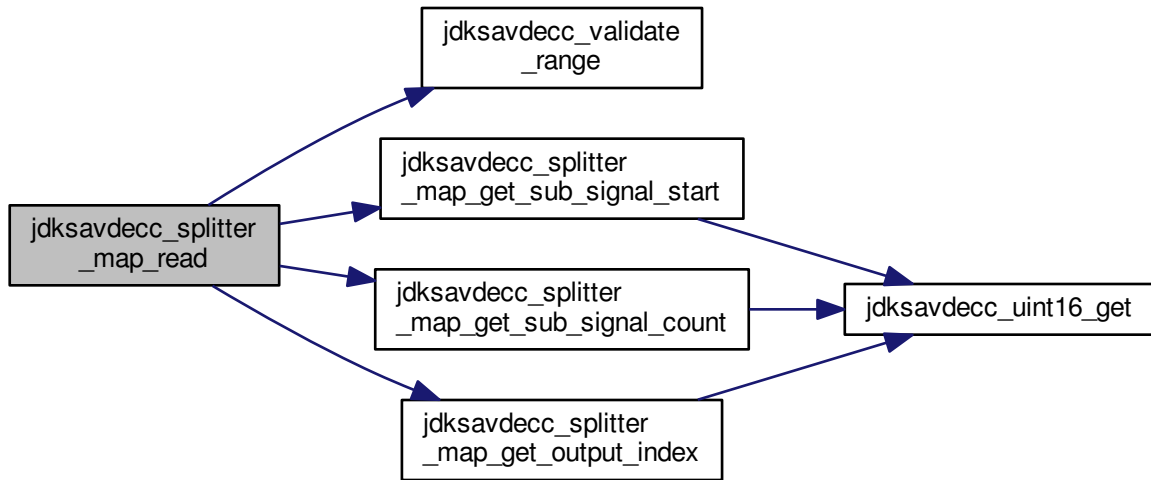 jdksavdecc_validate
_range
jdksavdecc_splitter
_map_get_sub_signal_start
jdksavdecc_splitter
_map_read
jdksavdecc_splitter
_map_get_sub_signal_count
jdksavdecc_uint16_get
jdksavdecc_splitter
_map_get_output_index